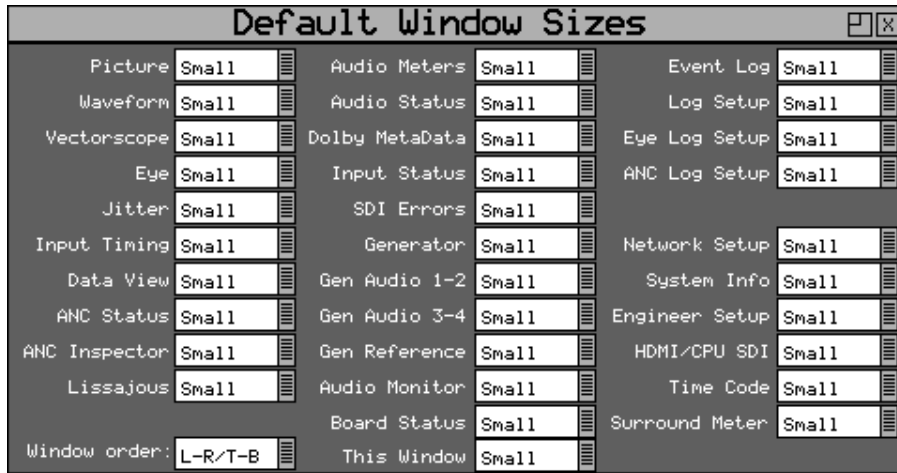 Default Window Sizes
Picture Small Audio Meters Small Event Log Small
Waveform Small Audio Status Small Log Setup Small
Vectorscope Small Dolby MetaData Small Eye Log Setup Small
Eye Small Input Status Small ANC Log Setup Small
Jitter Small SDI Errors Small
Input Timing Small Generator Small Network Setup Small
Data View Small Gen Audio 1-2 Small System Info Small
ANC Status Small Gen Audio 3-4 Small Engineer Setup Small
ANC Inspector Small Gen Reference Small HDMI/CPU SDI Small
Lissajous Small Audio Monitor Small Time Code Small
Board Status Small Surround Meter Small
Window order: L-R/T-B This Window Small